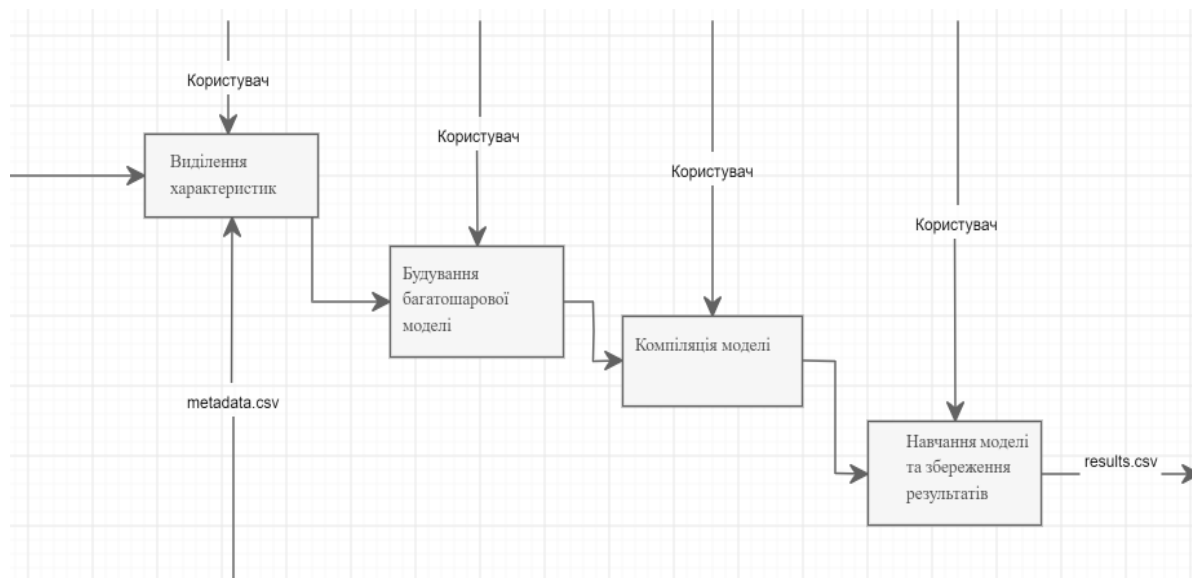 Користувач
Виділення
характеристик
Користувач
Будування
багатошарової
моделі
Користувач
Компіляція моделі
Користувач
Навчання моделі
та збереження
результатів
metadata.csv
results.csv